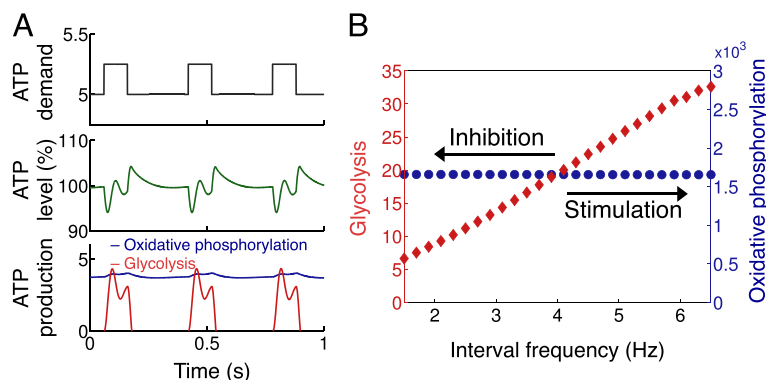 A
ATP
demand
5.5
5
ATP
level (%)
110
100
90
ATP
production
5
0
– Oxidative phosphorylation
– Glycolysis
0
0.5
1
Time (s)
B
x10³
Glycolysis
35
30
25
20
15
10
5
0
Inhibition
Stimulation
3
2.5
2
1.5
1
0.5
0
Oxidative phosphorylation
2
3
4
5
6
Interval frequency (Hz)